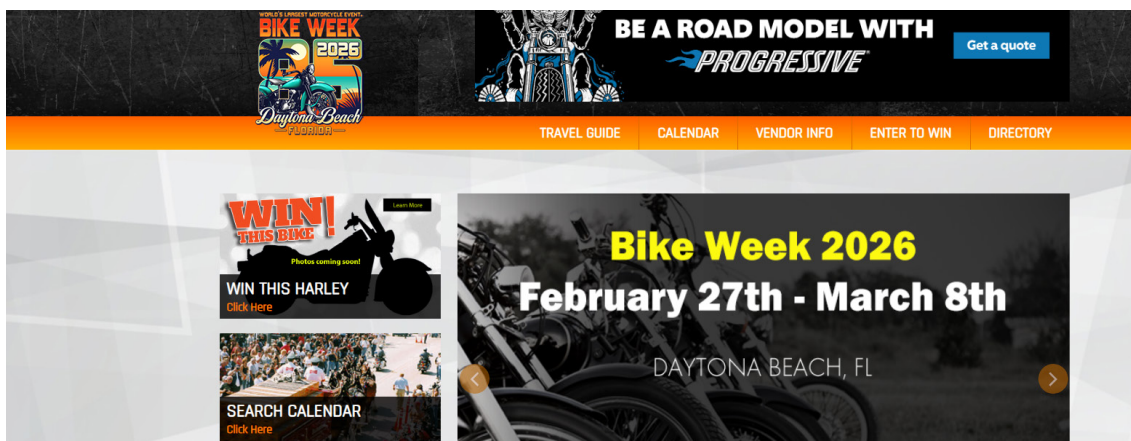 WORLD'S LARGEST MOTORCYCLE EVENT
BIKE WEEK
2026
85
Daytona Beach
FLORIDA
BE A ROAD MODEL WITH
PROGRESSIVE
Get a quote
TRAVEL GUIDE
CALENDAR
VENDOR INFO
ENTER TO WIN
DIRECTORY
WIN!
THIS BIKE
Learn More
Photos coming soon!
WIN THIS HARLEY
Click Here
SEARCH CALENDAR
Click Here
Bike Week 2026
February 27th - March 8th
DAYTONA BEACH, FL